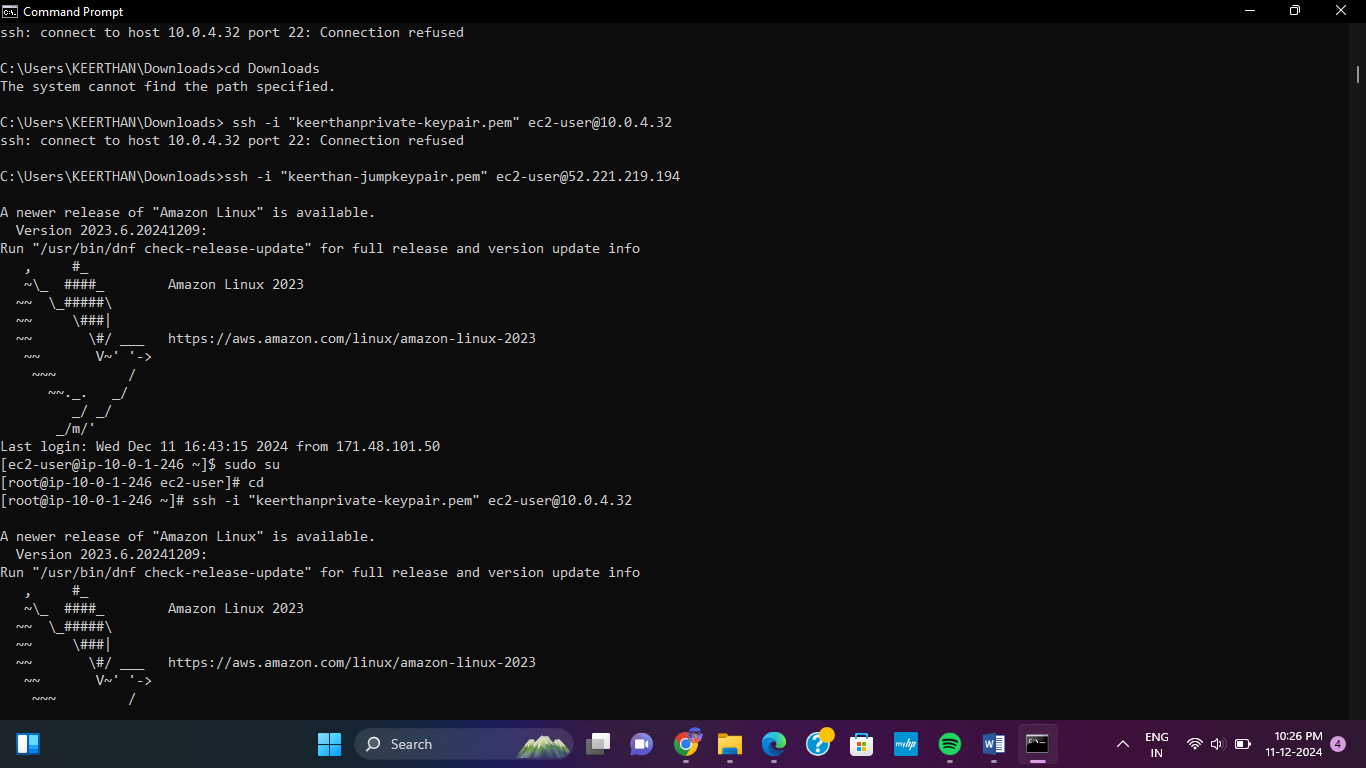 Command Prompt
ssh: connect to host 10.0.4.32 port 22: Connection refused
C:\Users\KEERTHAN\Downloads>cd Downloads
The system cannot find the path specified.
C:\Users\KEERTHAN\Downloads> ssh -i "keerthanprivate-keypair.pem" ec2-user@10.0.4.32
ssh: connect to host 10.0.4.32 port 22: Connection refused
C:\Users\KEERTHAN\Downloads>ssh -i "keerthan-jumpkeypair.pem" ec2-user@52.221.219.194
A newer release of "Amazon Linux" is available.
  Version 2023.6.20241209:
Run "/usr/bin/dnf check-release-update" for full release and version update info
   ,     #_
   ~\_  ####_        Amazon Linux 2023
  ~~  \_#####\
  ~~     \###|
  ~~       \#/ ___   https://aws.amazon.com/linux/amazon-linux-2023
   ~~       V~' '->
    ~~~         /
      ~~._.   _/
         _/ _/
       _/m/'
Last login: Wed Dec 11 16:43:15 2024 from 171.48.101.50
[ec2-user@ip-10-0-1-246 ~]$ sudo su
[root@ip-10-0-1-246 ec2-user]# cd
[root@ip-10-0-1-246 ~]# ssh -i "keerthanprivate-keypair.pem" ec2-user@10.0.4.32
A newer release of "Amazon Linux" is available.
  Version 2023.6.20241209:
Run "/usr/bin/dnf check-release-update" for full release and version update info
   ,     #_
   ~\_  ####_        Amazon Linux 2023
  ~~  \_#####\
  ~~     \###|
  ~~       \#/ ___   https://aws.amazon.com/linux/amazon-linux-2023
   ~~       V~' '->
    ~~~         /
Search
myhp
W
ENG
IN
10:26 PM
11-12-2024
4